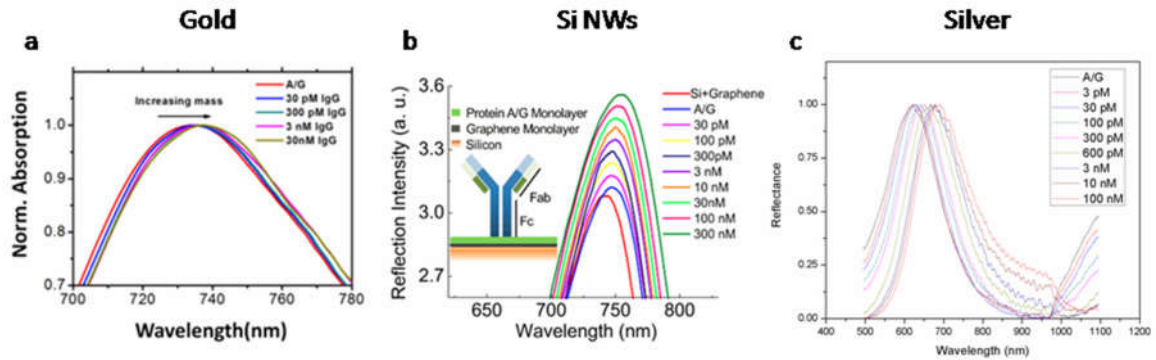 Gold
Si NWs
Silver
a
Norm. Absorption
1.0
0.9
0.8
0.7
Increasing mass
A/G
30 pM IgG
300 pM IgG
3 nM IgG
30nM IgG
700
720
740
760
780
Wavelength(nm)
b
Reflection Intensity (a. u.)
3.6
3.3
3.0
2.7
Protein A/G Monolayer
Graphene Monolayer
Silicon
Fab
Fc
Si+Graphene
A/G
30 pM
100 pM
300pM
3 nM
10 nM
30nM
100 nM
300 nM
650
700
750
800
Wavelength (nm)
c
Reflectance
1.00
0.75
0.50
0.25
0.00
A/G
3 pM
30 pM
100 pM
300 pM
600 pM
3 nM
10 nM
100 nM
400
500
600
700
800
900
1000
1100
1200
Wavelength (nm)